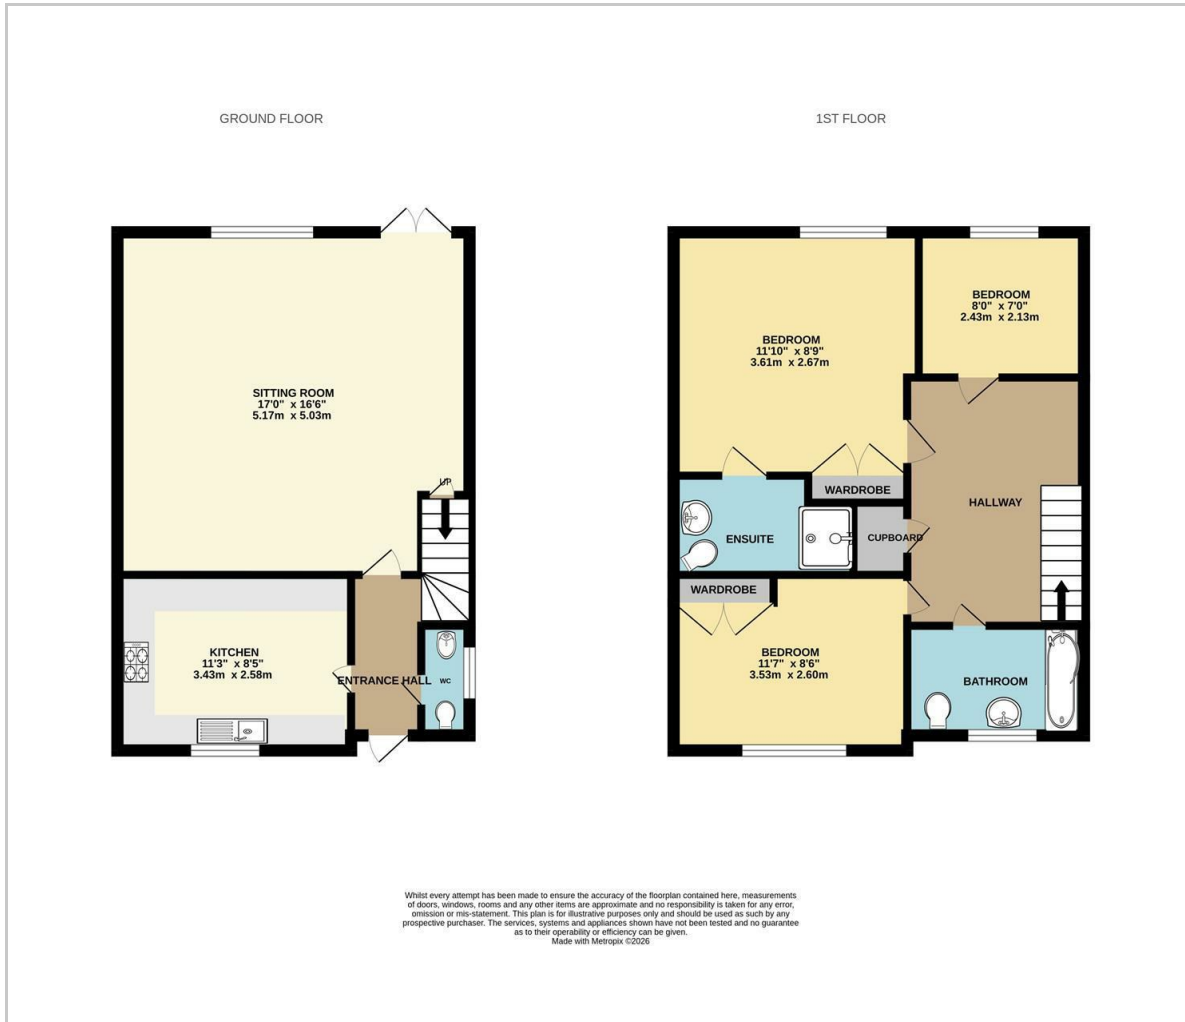 GROUND FLOOR
SITTING ROOM
17'0" x 16'6"
5.17m x 5.03m
UP
KITCHEN
11'3" x 8'5"
3.43m x 2.58m
ENTRANCE HALL
WC
1ST FLOOR
BEDROOM
11'10" x 8'9"
3.61m x 2.67m
BEDROOM
8'0" x 7'0"
2.43m x 2.13m
WARDROBE
HALLWAY
ENSUITE
CUPBOARD
WARDROBE
BEDROOM
11'7" x 8'6"
3.53m x 2.60m
BATHROOM
Whilst every attempt has been made to ensure the accuracy of the floorplan contained here, measurements
of doors, windows, rooms and any other items are approximate and no responsibility is taken for any error,
omission or mis-statement. This plan is for illustrative purposes only and should be used as such by any
prospective purchaser. The services, systems and appliances shown have not been tested and no guarantee
as to their operability or efficiency can be given.
Made with Metropix ©2026